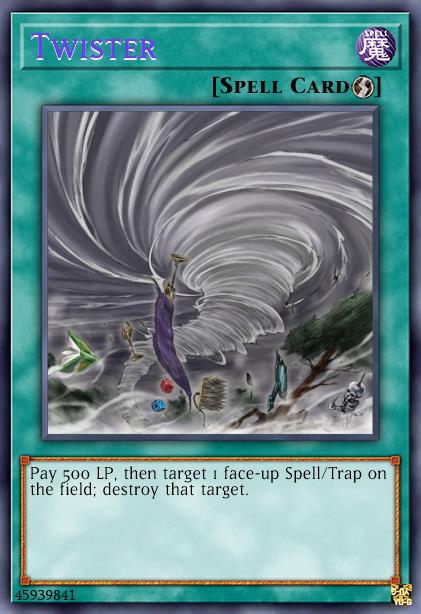 Twister
SPELL
魔
[Spell Card]
Pay 500 LP, then target 1 face-up Spell/Trap on
the field; destroy that target.
45939841